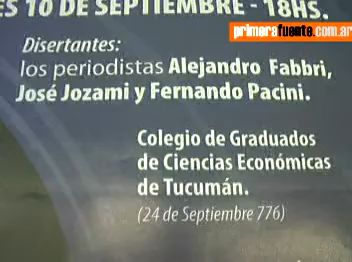 ES 10 DE SEPTIEMBRE - 18HS.
primerafuente.com.ar
Disertantes:
los periodistas Alejandro Fabbri,
José Jozami y Fernando Pacini.
Colegio de Graduados
de Ciencias Económicas
de Tucumán.
(24 de Septiembre 776)